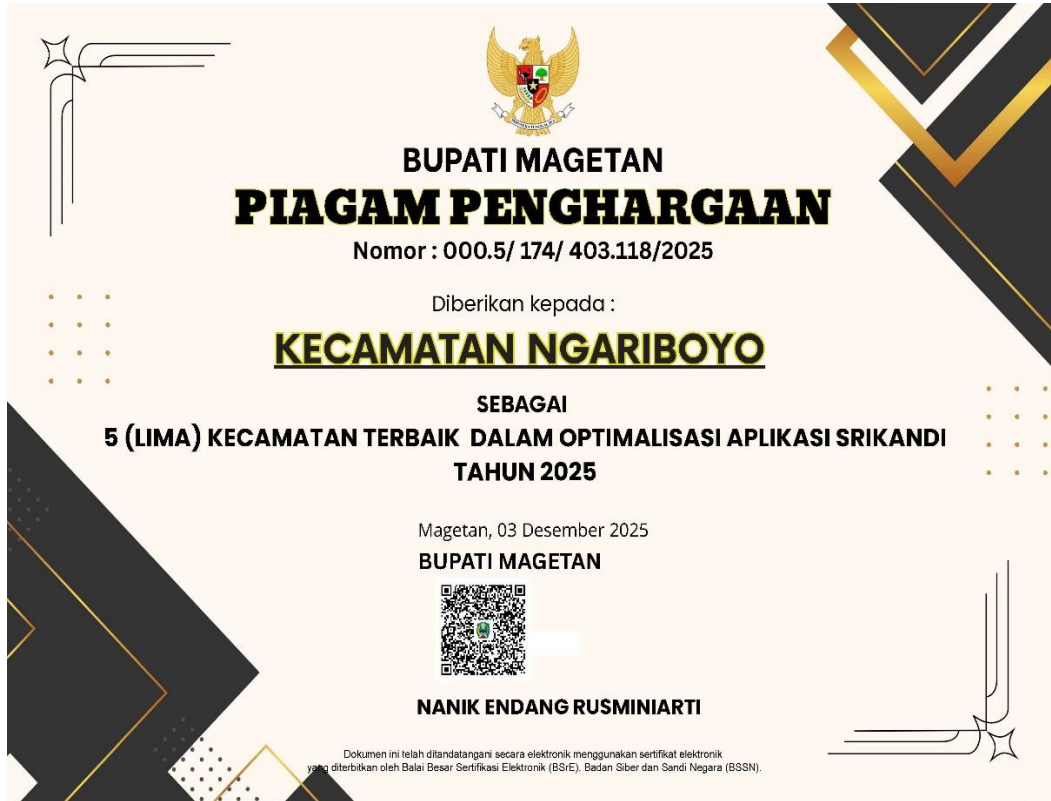 BUPATI MAGETAN
PIAGAM PENGHARGAAN
Nomor : 000.5/ 174/ 403.118/2025
Diberikan kepada :
KECAMATAN NGARIBOYO
SEBAGAI
5 (LIMA) KECAMATAN TERBAIK DALAM OPTIMALISASI APLIKASI SRIKANDI
TAHUN 2025
Magetan, 03 Desember 2025
BUPATI MAGETAN
NANIK ENDANG RUSMINIARTI
Dokumen ini telah ditandatangani secara elektronik menggunakan sertifikat elektronik
yang diterbitkan oleh Balai Besar Sertifikasi Elektronik (BSrE), Badan Siber dan Sandi Negara (BSSN).